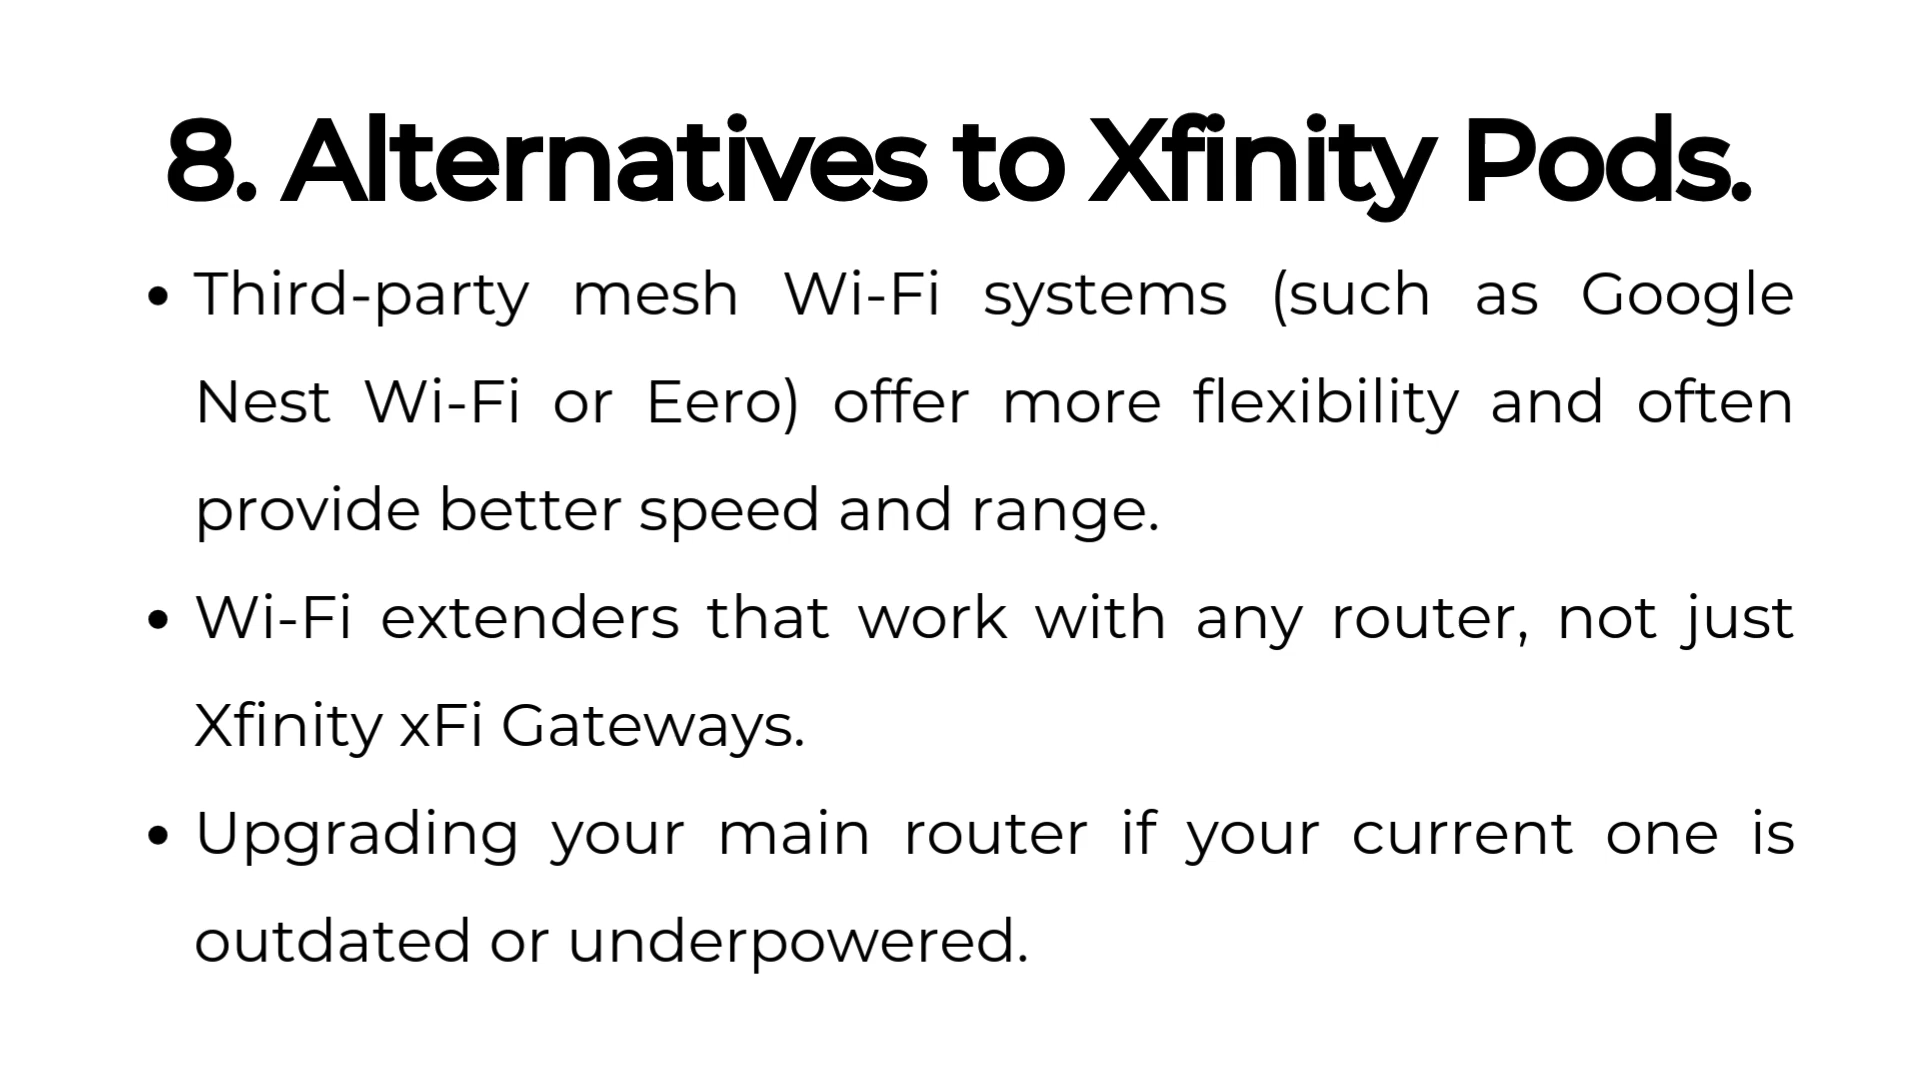 8. Alternatives to Xfinity Pods.
• Third-party mesh Wi-Fi systems (such as Google
Nest Wi-Fi or Eero) offer more flexibility and often
provide better speed and range.
• Wi-Fi extenders that work with any router, not just
Xfinity xFi Gateways.
• Upgrading your main router if your current one is
outdated or underpowered.